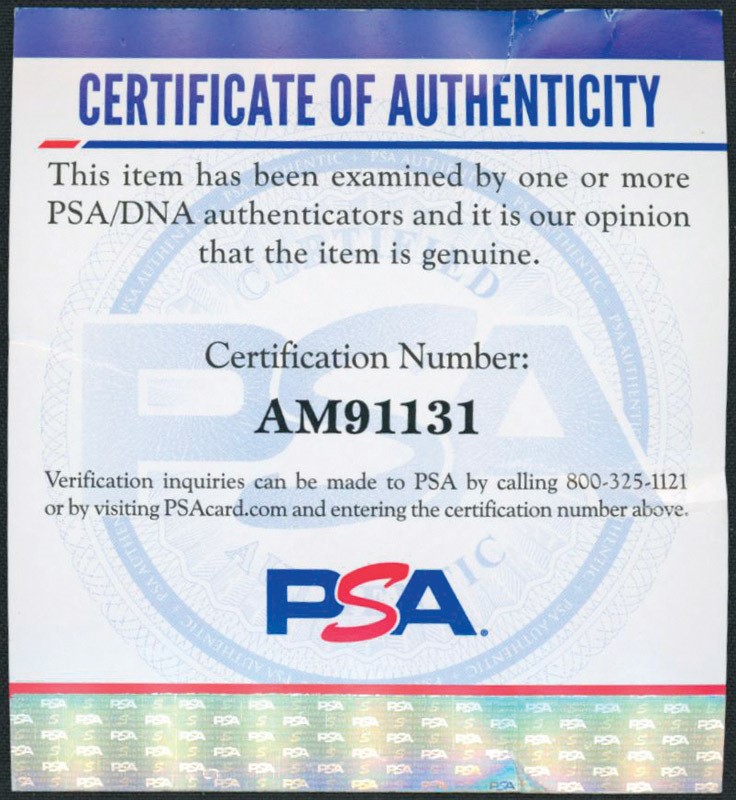 CERTIFICATE OF AUTHENTICITY
This item has been examined by one or more
PSA/DNA authenticators and it is our opinion
that the item is genuine.
Certification Number:
AM91131
Verification inquiries can be made to PSA by calling 800-325-1121
or by visiting PSAcard.com and entering the certification number above.
PSA.